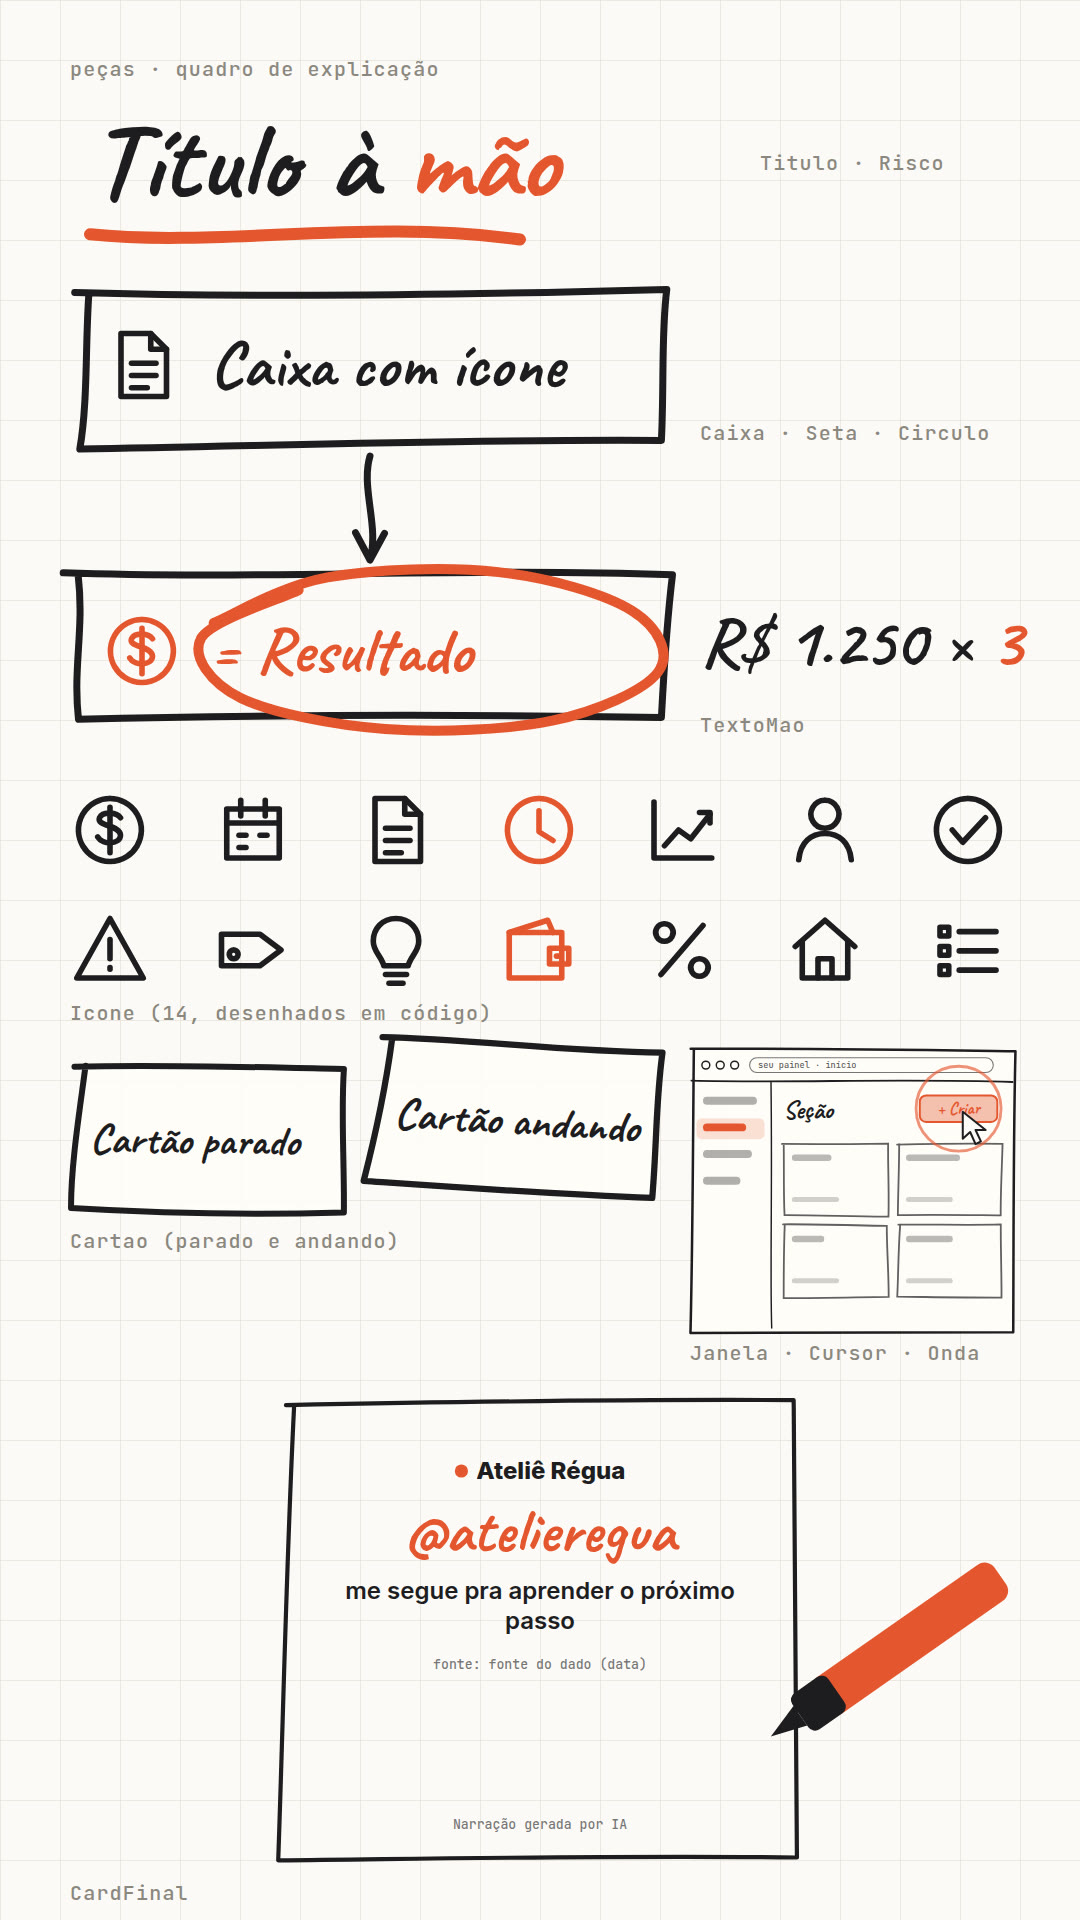 peças · quadro de explicação
Título à mão
Titulo · Risco
Caixa com ícone
Caixa · Seta · Circulo
= Resultado
R$ 1.250 × 3
TextoMao
Icone (14, desenhados em código)
Cartão parado
Cartão andando
Cartao (parado e andando)
seu painel · início
Seção
+ Criar
Janela · Cursor · Onda
Ateliê Régua
@atelieregua
me segue pra aprender o próximo
passo
fonte: fonte do dado (data)
Narração gerada por IA
CardFinal